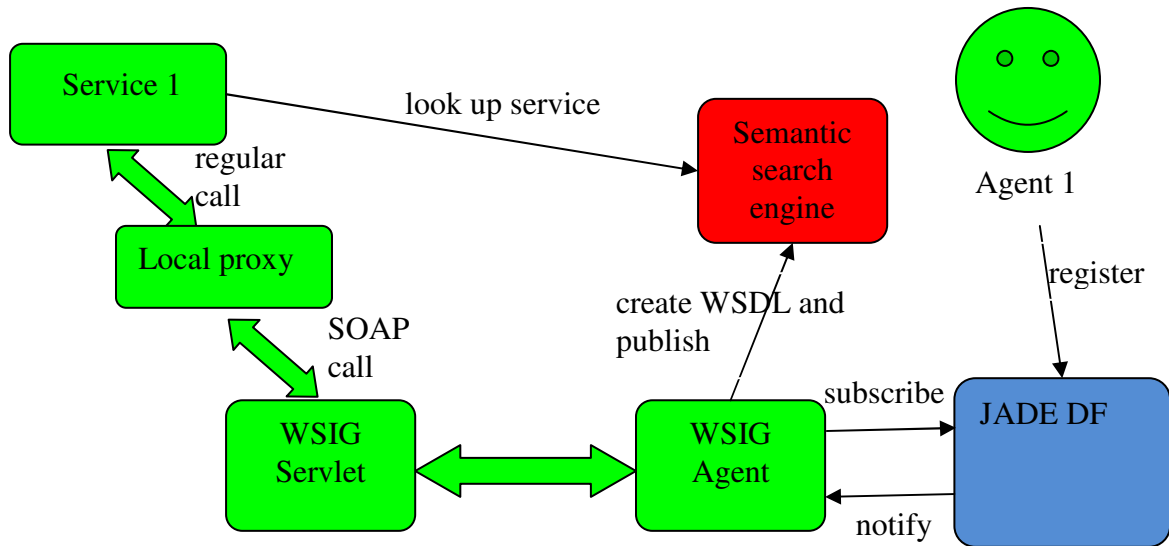 Service 1
look up service
Semantic
search
engine
Agent 1
regular
call
Local proxy
register
create WSDL and
publish
SOAP
call
subscribe
JADE DF
WSIG
Servlet
WSIG
Agent
notify